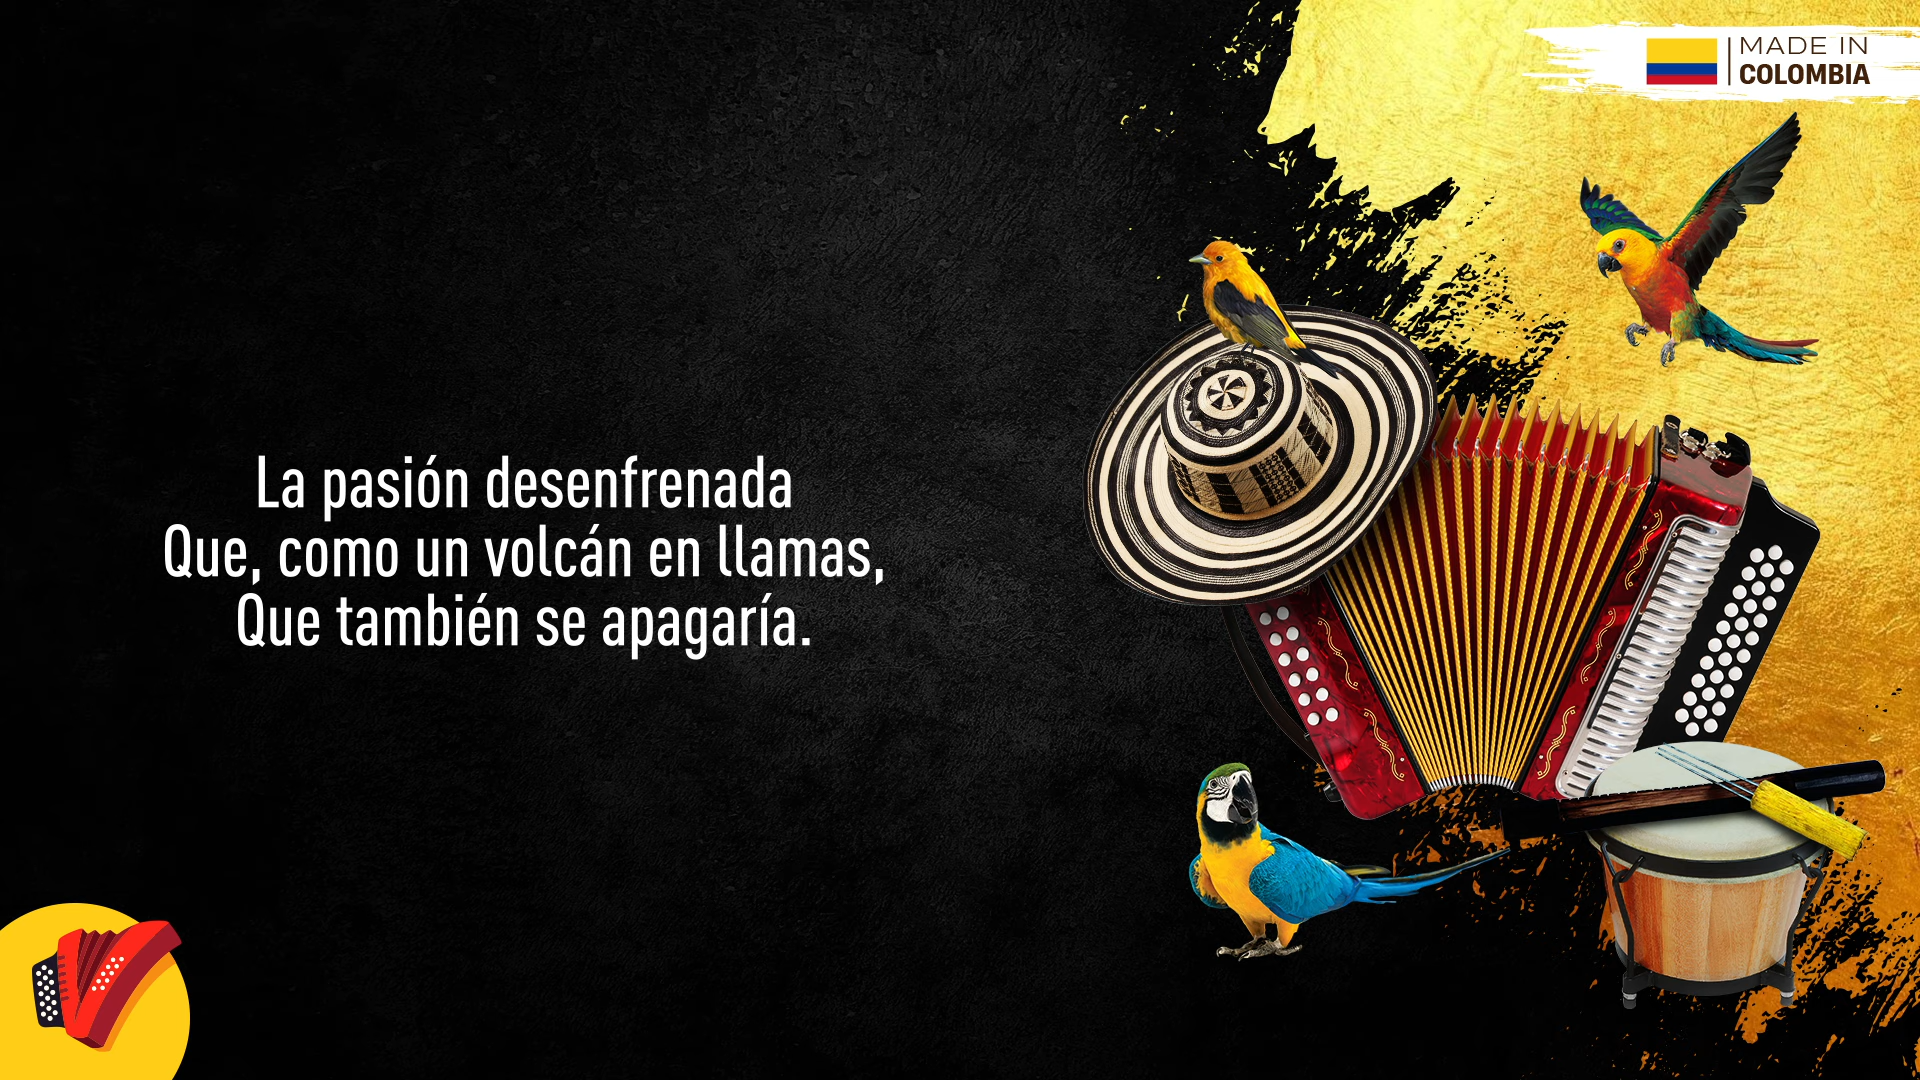 MADE IN
COLOMBIA
La pasión desenfrenada
Que, como un volcán en llamas,
Que también se apagaría.